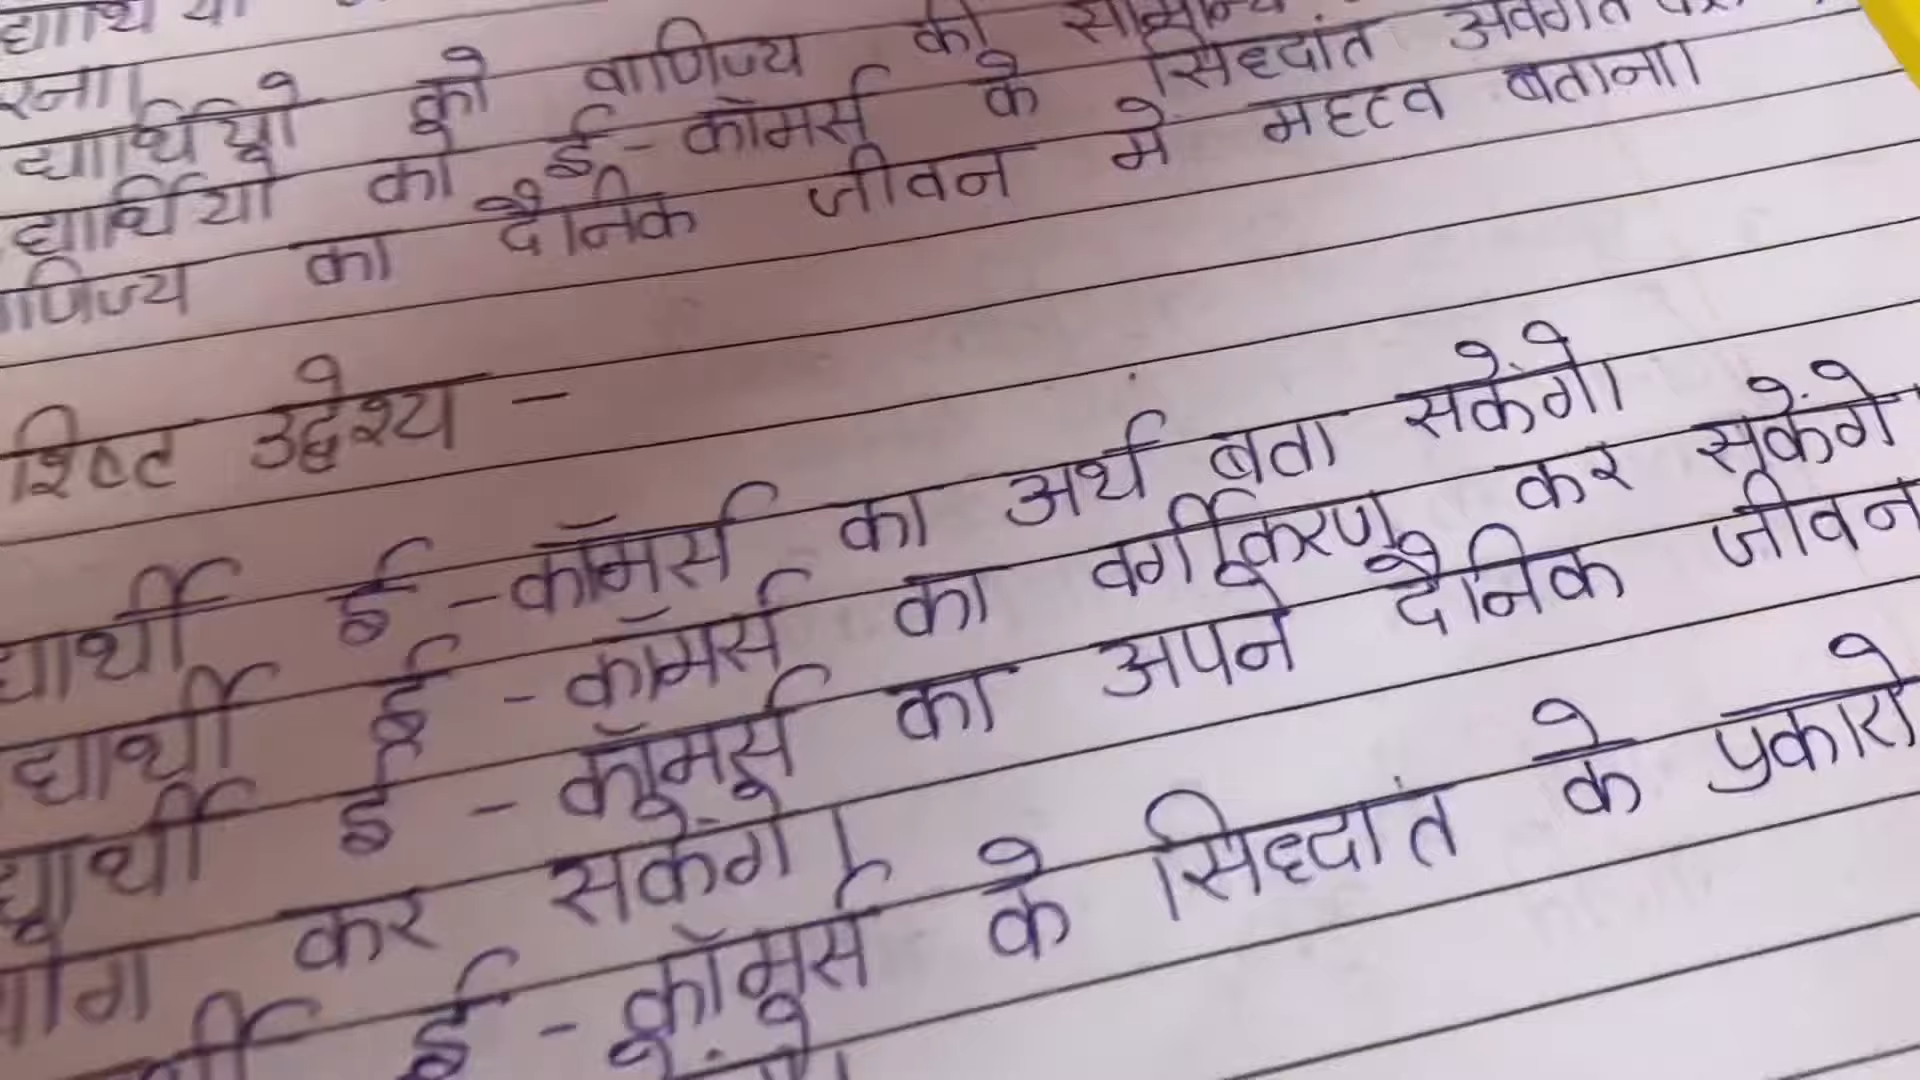 द्यार्थियो
रना।
द्यार्थियो को वाणिज्य की सामान्य
द्यार्थियो को ई-कॉमर्स के सिध्दांत अवगत
णिज्य का दैनिक जीवन मे महत्व बताना।
शिष्ट उद्देश्य -
द्यार्थी ई-कॉमर्स का अर्थ बता सकेंगे।
द्यार्थी ई-कॉमर्स का वर्गीकरण कर सकेंगे
द्यार्थी ई-कॉमर्स का अपने दैनिक जीवन
योग कर सकेंगे।
र्थी ई-कॉमर्स के सिध्दांत के प्रकारो